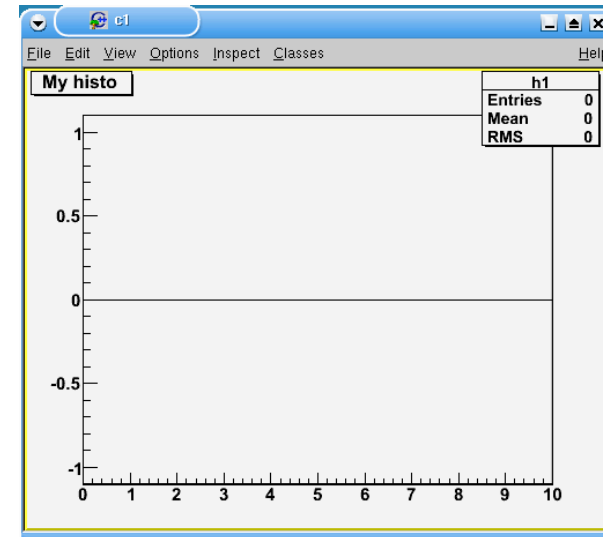 c1
File Edit View Options Inspect Classes Help
My histo
h1
Entries 0
Mean 0
RMS 0
1
0.5
0
-0.5
-1
0 1 2 3 4 5 6 7 8 9 10